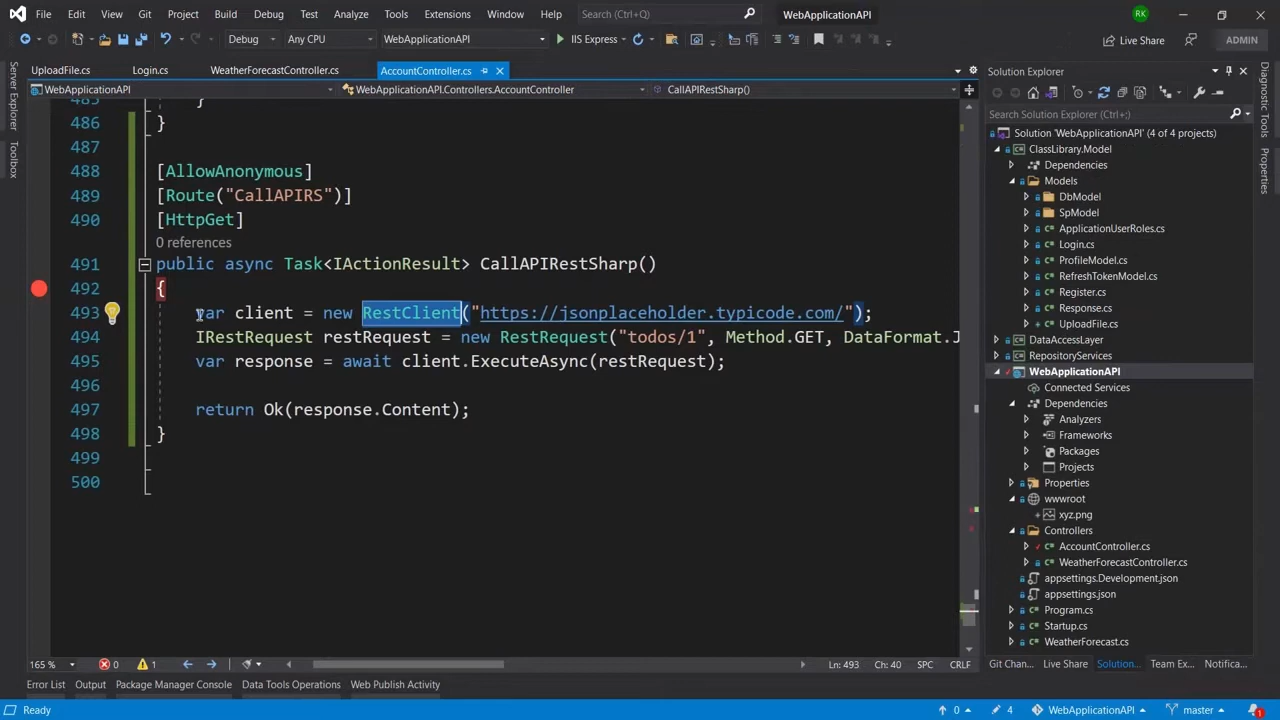 File Edit View Git Project Build Debug Test Analyze Tools Extensions Window Help Search (Ctrl+Q) WebApplicationAPI RK
Debug Any CPU WebApplicationAPI IIS Express Live Share ADMIN
UploadFile.cs Login.cs WeatherForecastController.cs AccountController.cs
WebApplicationAPI WebApplicationAPI.Controllers.AccountController CallAPIRestSharp()
Server Explorer
Toolbox
485 }
486 }
487
488 [AllowAnonymous]
489 [Route("CallAPIRS")]
490 [HttpGet]
0 references
491 public async Task<IActionResult> CallAPIRestSharp()
492 {
493 var client = new RestClient("https://jsonplaceholder.typicode.com/");
494 IRestRequest restRequest = new RestRequest("todos/1", Method.GET, DataFormat.J
495 var response = await client.ExecuteAsync(restRequest);
496
497 return Ok(response.Content);
498 }
499
500
165 % 0 1 Ln: 493 Ch: 40 SPC CRLF
Solution Explorer
Search Solution Explorer (Ctrl+;)
Solution 'WebApplicationAPI' (4 of 4 projects)
ClassLibrary.Model
Dependencies
Models
DbModel
SpModel
ApplicationUserRoles.cs
Login.cs
ProfileModel.cs
RefreshTokenModel.cs
Register.cs
Response.cs
UploadFile.cs
DataAccessLayer
RepositoryServices
WebApplicationAPI
Connected Services
Dependencies
Analyzers
Frameworks
Packages
Projects
Properties
wwwroot
xyz.png
Controllers
AccountController.cs
WeatherForecastController.cs
appsettings.Development.json
appsettings.json
Program.cs
Startup.cs
WeatherForecast.cs
Git Chan... Live Share Solution... Team Ex... Notifica...
Diagnostic Tools
Properties
Error List Output Package Manager Console Data Tools Operations Web Publish Activity
Ready 0 4 WebApplicationAPI master 1